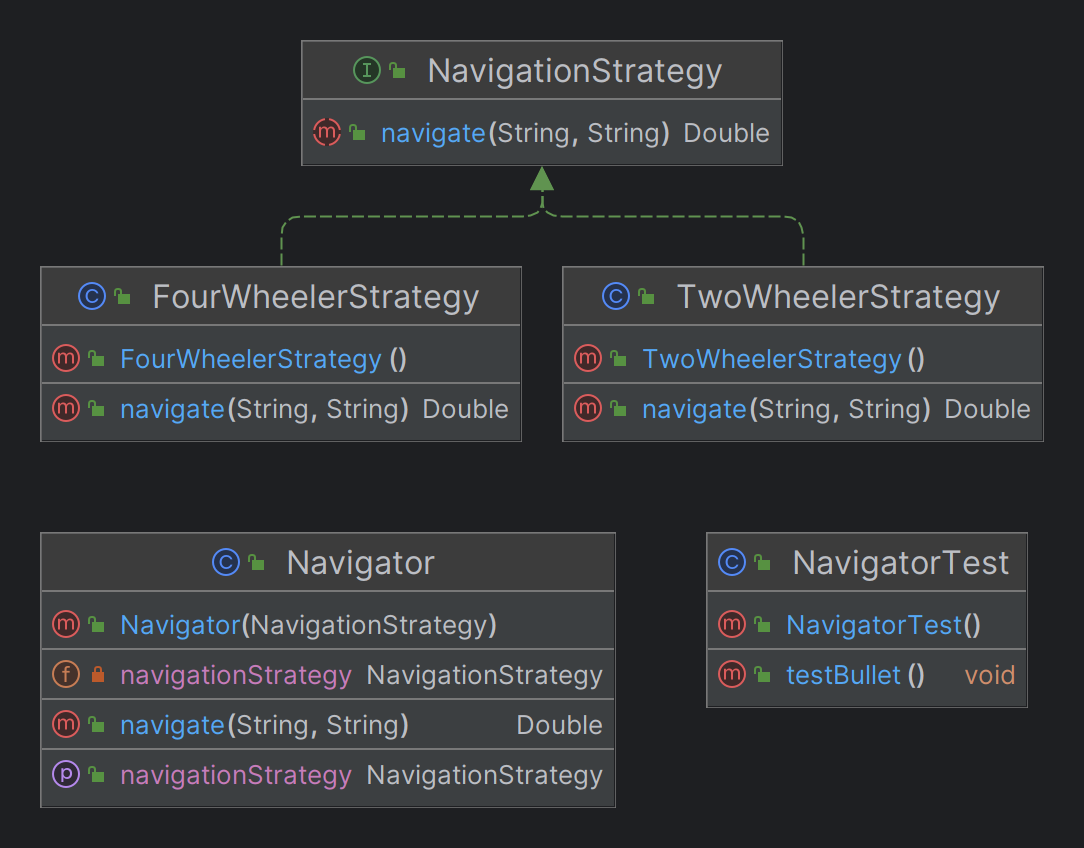 I NavigationStrategy
m navigate(String, String) Double
C FourWheelerStrategy
m FourWheelerStrategy ()
m navigate(String, String) Double
C TwoWheelerStrategy
m TwoWheelerStrategy ()
m navigate(String, String) Double
C Navigator
m Navigator(NavigationStrategy)
f navigationStrategy NavigationStrategy
m navigate(String, String) Double
p navigationStrategy NavigationStrategy
C NavigatorTest
m NavigatorTest()
m testBullet () void